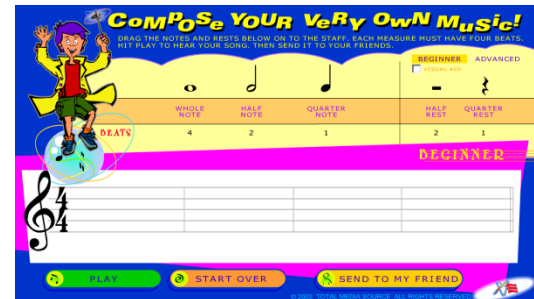 CoMPoSe YOUR VeRy OwN MuSic!
DRAG THE NOTES AND RESTS BELOW ON TO THE STAFF. EACH MEASURE MUST HAVE FOUR BEATS.
HIT PLAY TO HEAR YOUR SONG. THEN SEND IT TO YOUR FRIENDS.
BEGINNER ADVANCED
VISUAL AID
WHOLE NOTE HALF NOTE QUARTER NOTE HALF REST QUARTER REST
BEATS 4 2 1 2 1
BEGINNER
4
4
PLAY START OVER SEND TO MY FRIEND
© 2002 TOTAL MEDIA SOURCE ALL RIGHTS RESERVED